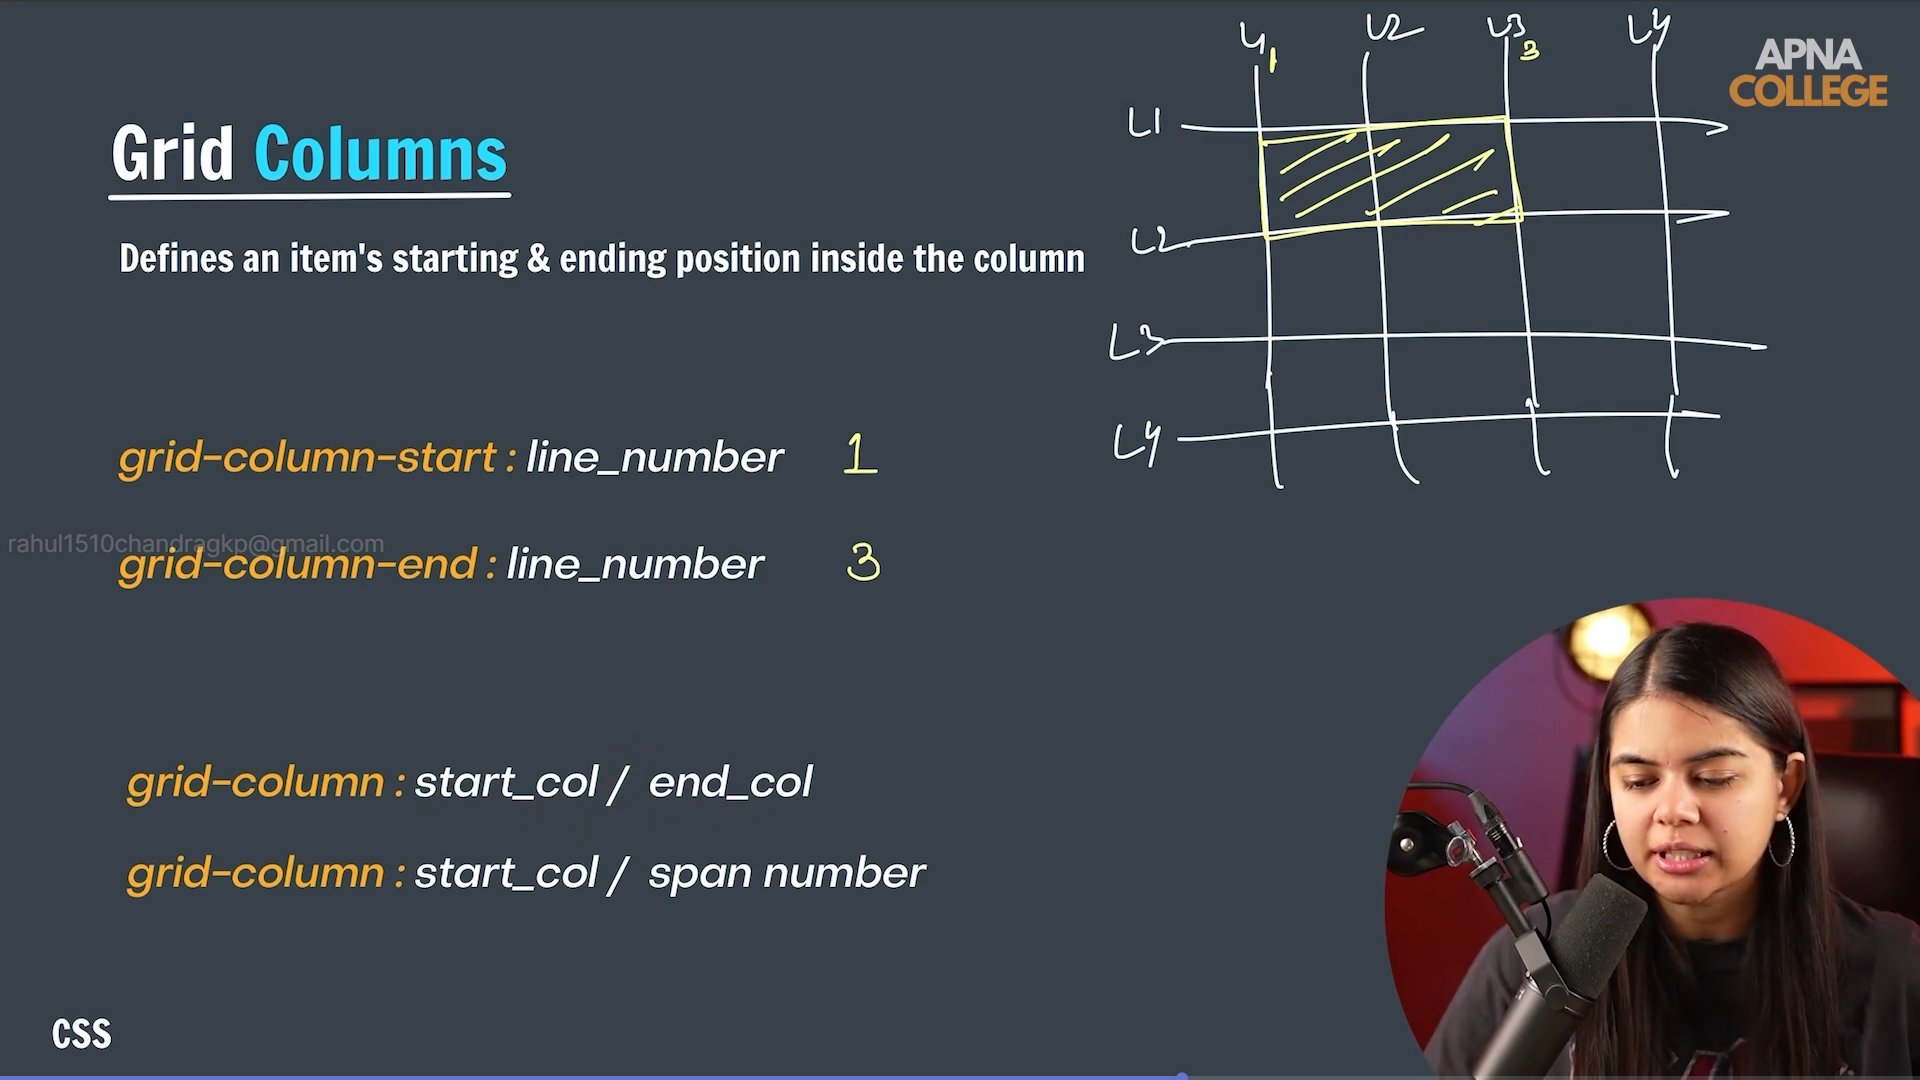 Grid Columns
Defines an item's starting & ending position inside the column
grid-column-start : line_number 1
rahul1510chandragkp@gmail.com
grid-column-end : line_number 3
grid-column : start_col / end_col
grid-column : start_col / span number
CSS
L1 L2 L3 L4
1 3
L1
L2
L3
L4
APNA
COLLEGE